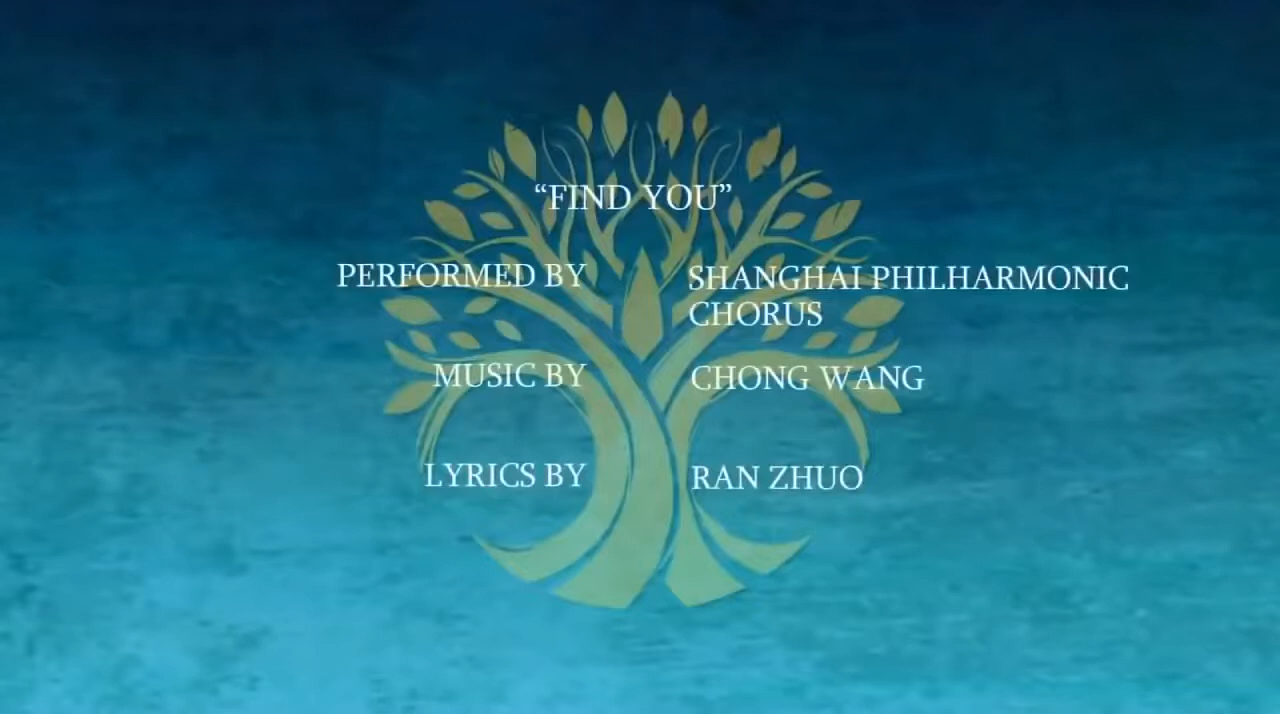 “FIND YOU”
PERFORMED BY SHANGHAI PHILHARMONIC
CHORUS
MUSIC BY CHONG WANG
LYRICS BY RAN ZHUO